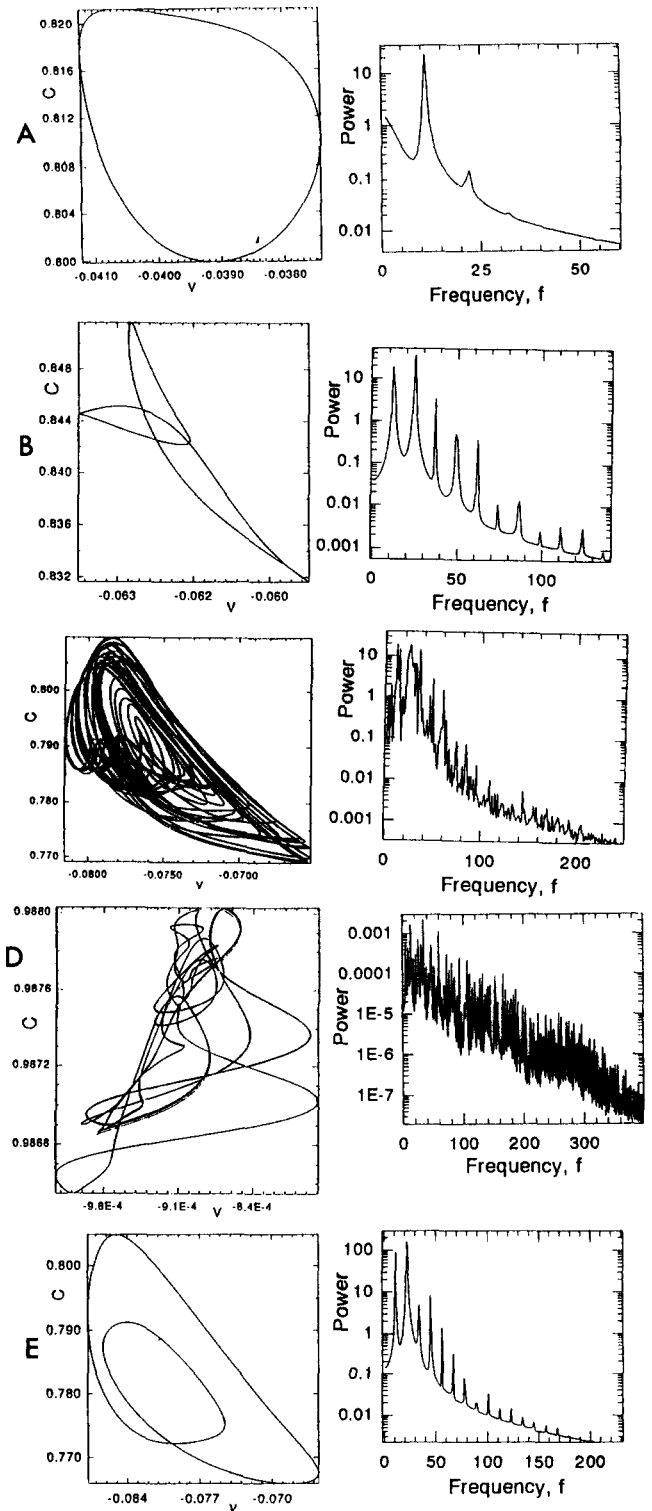 A
C
0.820
0.816
0.812
0.808
0.804
0.800
-0.0410 -0.0400 -0.0390 -0.0380
V
Power
10
1
0.1
0.01
0 25 50
Frequency, f
B
C
0.848
0.844
0.842
0.836
0.832
-0.063 -0.062 -0.060
V
Power
10
1
0.1
0.01
0.001
0 50 100
Frequency, f
C
0.800
0.790
0.780
0.770
-0.0800 -0.0750 -0.0700
V
Power
10
1
0.1
0.01
0.001
0 100 200
Frequency, f
D
C
0.9880
0.9876
0.9872
0.9868
-9.8E-4 -9.1E-4 -8.4E-4
V
Power
0.001
0.0001
1E-5
1E-6
1E-7
0 100 200 300
Frequency, f
E
C
0.800
0.790
0.780
0.770
-0.084 -0.077 -0.070
V
Power
100
10
1
0.1
0.01
0 50 100 150 200
Frequency, f